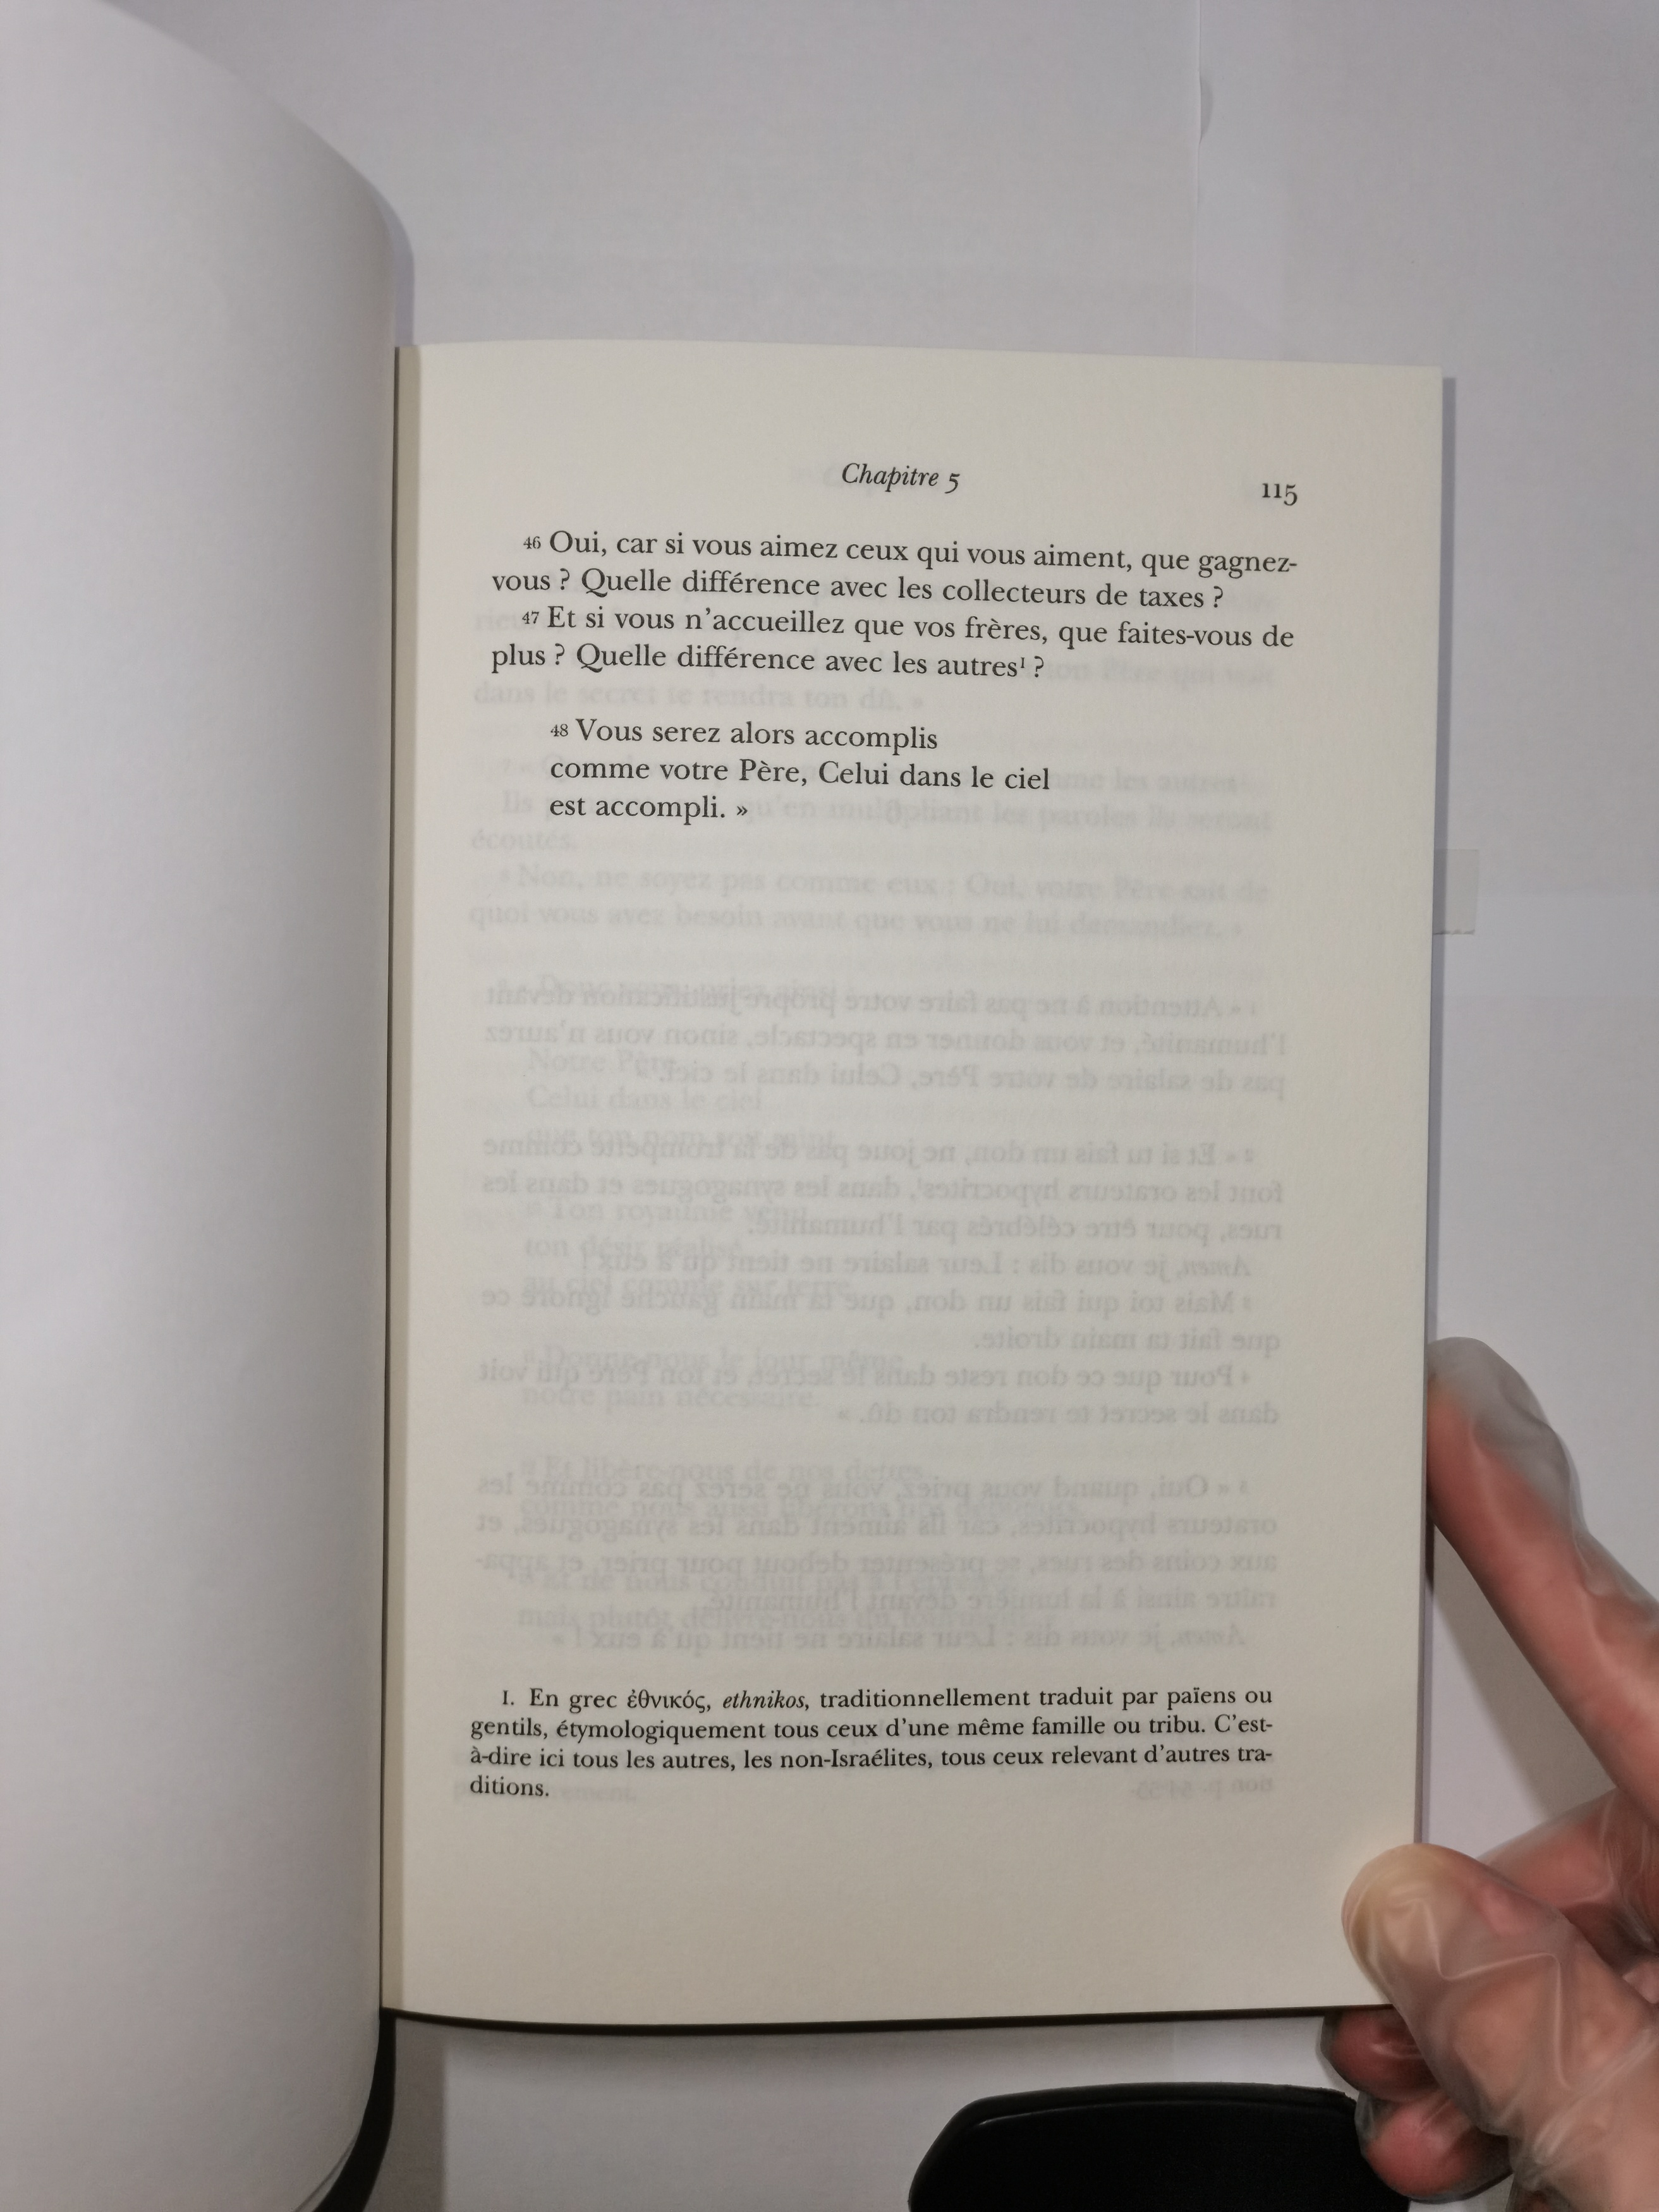 Chapitre 5
115
46 Oui, car si vous aimez ceux qui vous aiment, que gagnez-
vous ? Quelle différence avec les collecteurs de taxes ?
47 Et si vous n’accueillez que vos frères, que faites-vous de
plus ? Quelle différence avec les autres¹ ?
48 Vous serez alors accomplis
comme votre Père, Celui dans le ciel
est accompli. »
1. En grec ἐθνικός, ethnikos, traditionnellement traduit par païens ou
gentils, étymologiquement tous ceux d’une même famille ou tribu. C’est-
à-dire ici tous les autres, les non-Israélites, tous ceux relevant d’autres tra-
ditions.